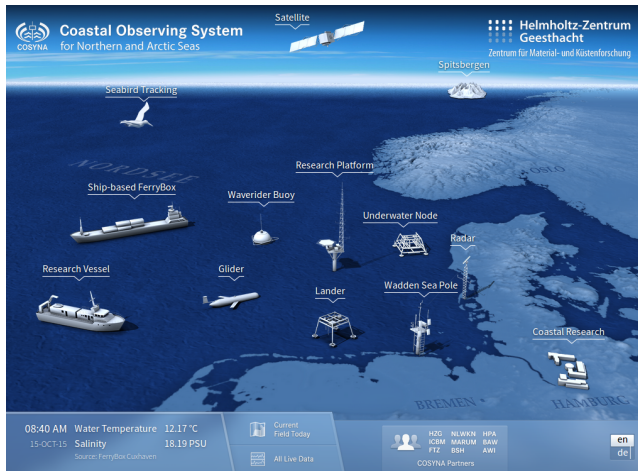 Satellite
COSYNA
Coastal Observing System
for Northern and Arctic Seas
Helmholtz-Zentrum
Geesthacht
Zentrum für Material- und Küstenforschung
Spitsbergen
Seabird Tracking
NORDSEE
OSLO
Research Platform
Ship-based FerryBox
Waverider Buoy
Underwater Node
Radar
Research Vessel
Glider
Lander
Wadden Sea Pole
Coastal Research
BREMEN
HAMBURG
08:40 AM Water Temperature 12.17 °C
15-OCT-15 Salinity 18.19 PSU
Source: FerryBox Cuxhaven
Current
Field Today
All Live Data
HZG NLWKN HPA
ICBM MARUM BAW
FTZ BSH AWI
COSYNA Partners
en
de